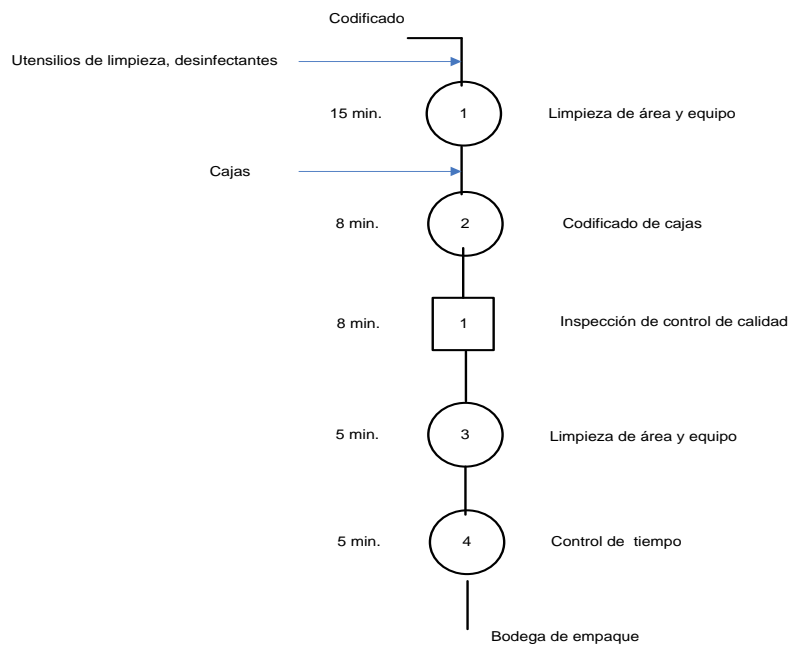 Codificado
Utensilios de limpieza, desinfectantes
15 min.
1
Limpieza de área y equipo
Cajas
8 min.
2
Codificado de cajas
8 min.
1
Inspección de control de calidad
5 min.
3
Limpieza de área y equipo
5 min.
4
Control de tiempo
Bodega de empaque